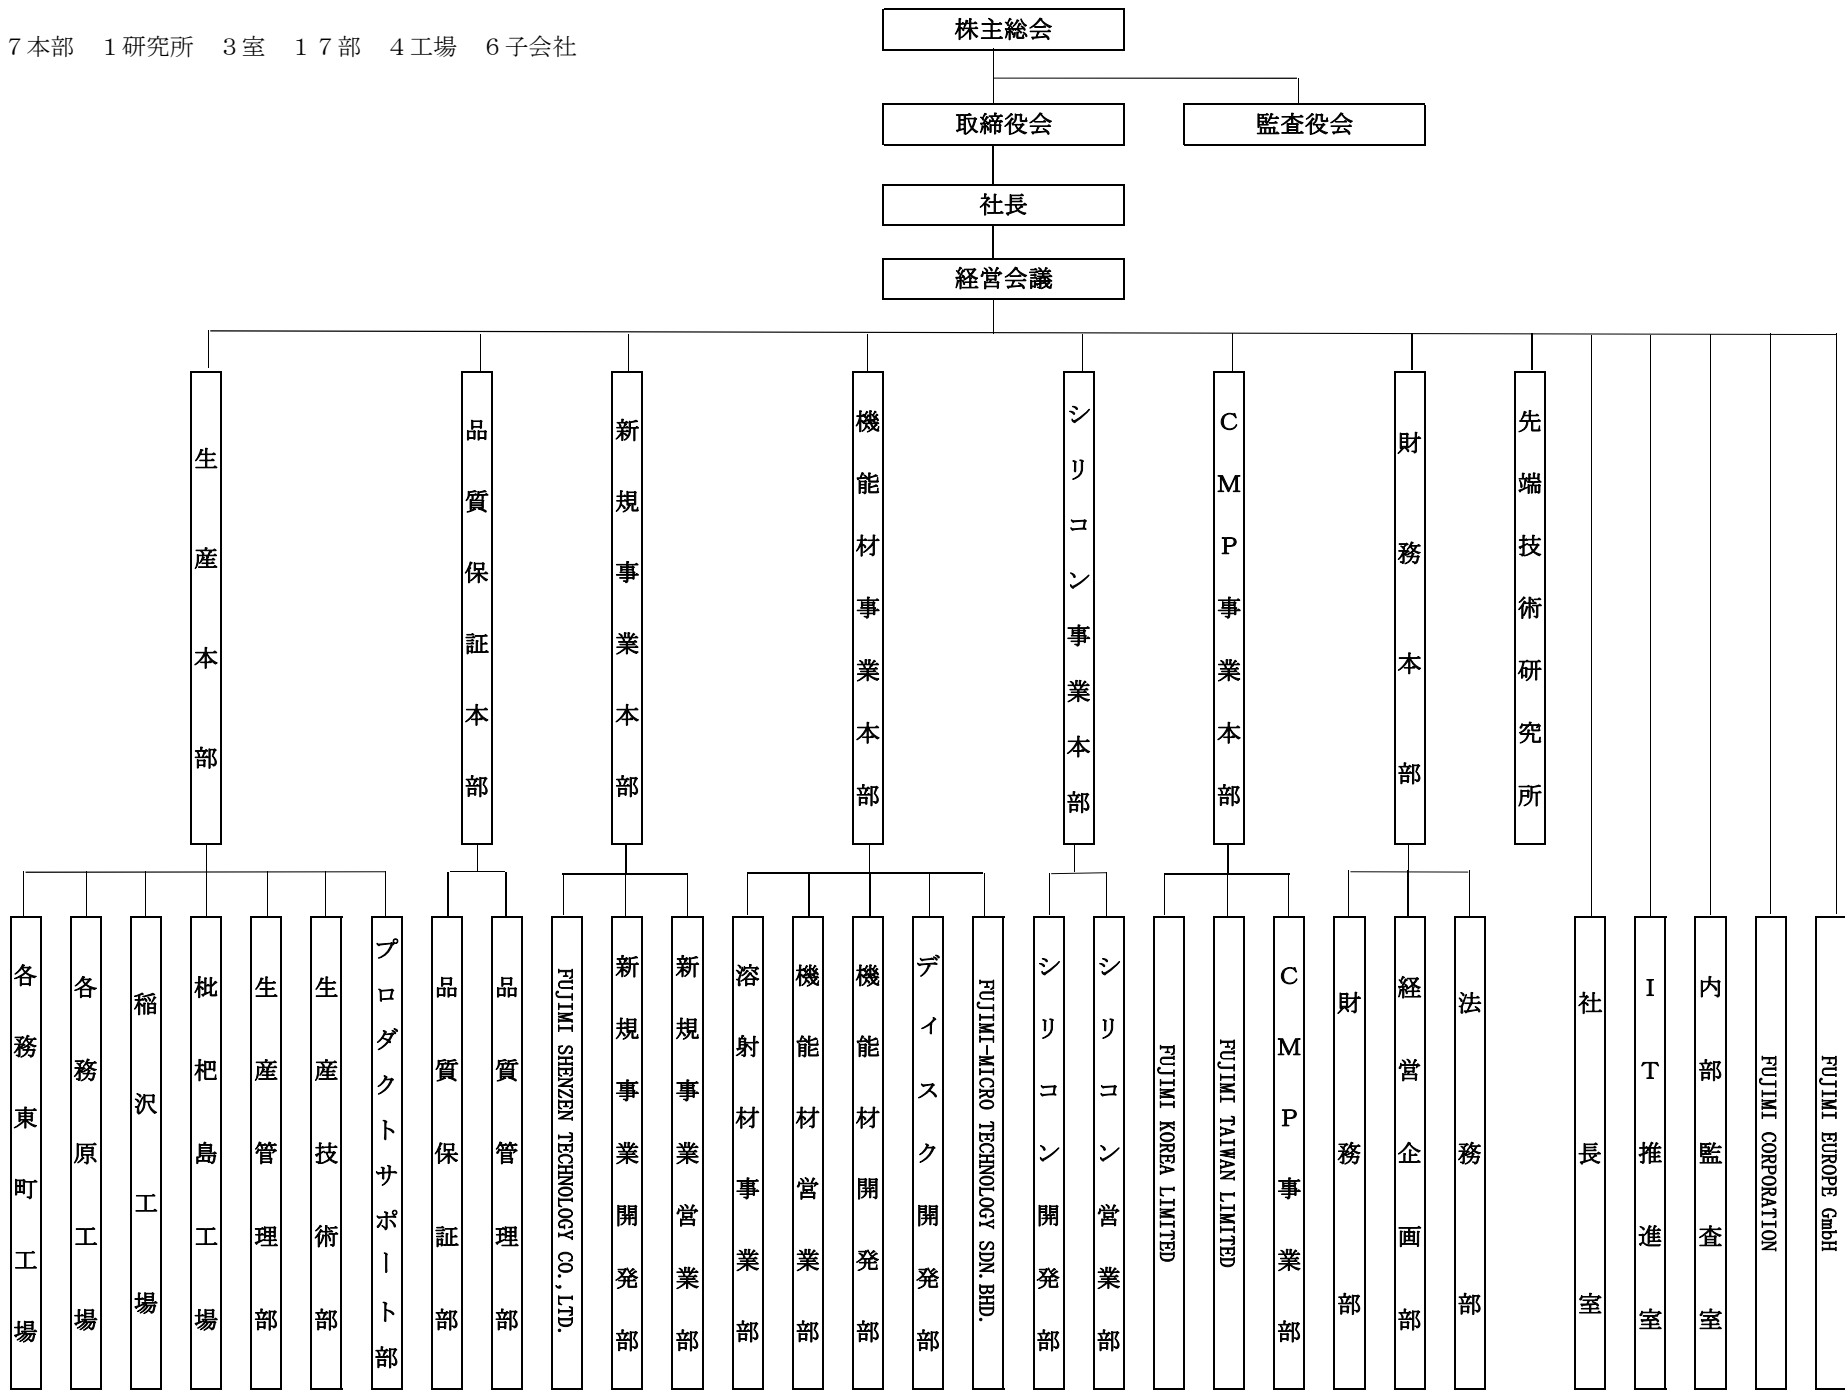 ７本部　１研究所　３室　１７部　４工場　６子会社
株主総会
取締役会
監査役会
社長
経営会議
生産本部
品質保証本部
新規事業本部
機能材事業本部
シリコン事業本部
ＣＭＰ事業本部
財務本部
先端技術研究所
各務東町工場
各務原工場
稲沢工場
枇杷島工場
生産管理部
生産技術部
プロダクトサポート部
品質保証部
品質管理部
FUJIMI SHENZEN TECHNOLOGY CO.,LTD.
新規事業開発部
新規事業営業部
溶射材事業部
機能材営業部
機能材開発部
ディスク開発部
FUJIMI-MICRO TECHNOLOGY SDN. BHD.
シリコン開発部
シリコン営業部
FUJIMI KOREA LIMITED
FUJIMI TAIWAN LIMITED
ＣＭＰ事業部
財務部
経営企画部
法務部
社長室
ＩＴ推進室
内部監査室
FUJIMI CORPORATION
FUJIMI EUROPE GmbH